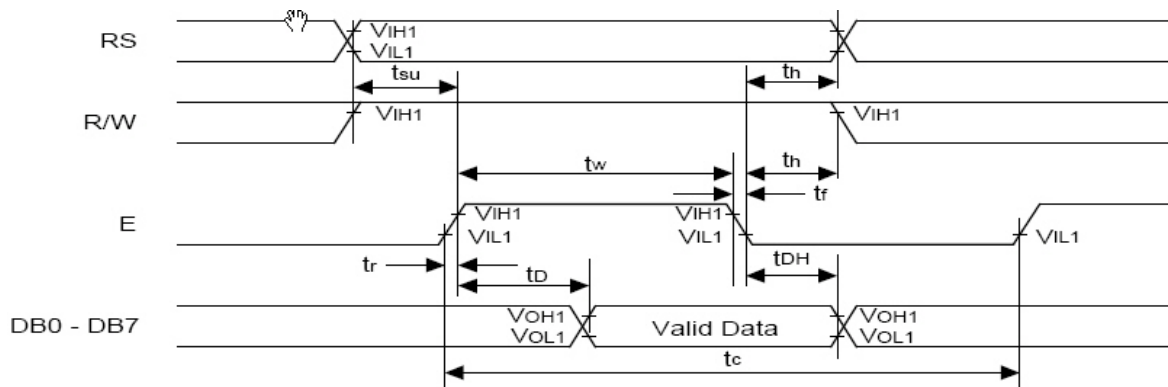 RS VIH1
VIL1
tsu th
R/W VIH1 VIH1
tw th
tf
E VIH1 VIH1
VIL1 VIL1 VIL1
tr tD tDH
DB0 - DB7 VOH1 Valid Data VOH1
VOL1 VOL1
tc